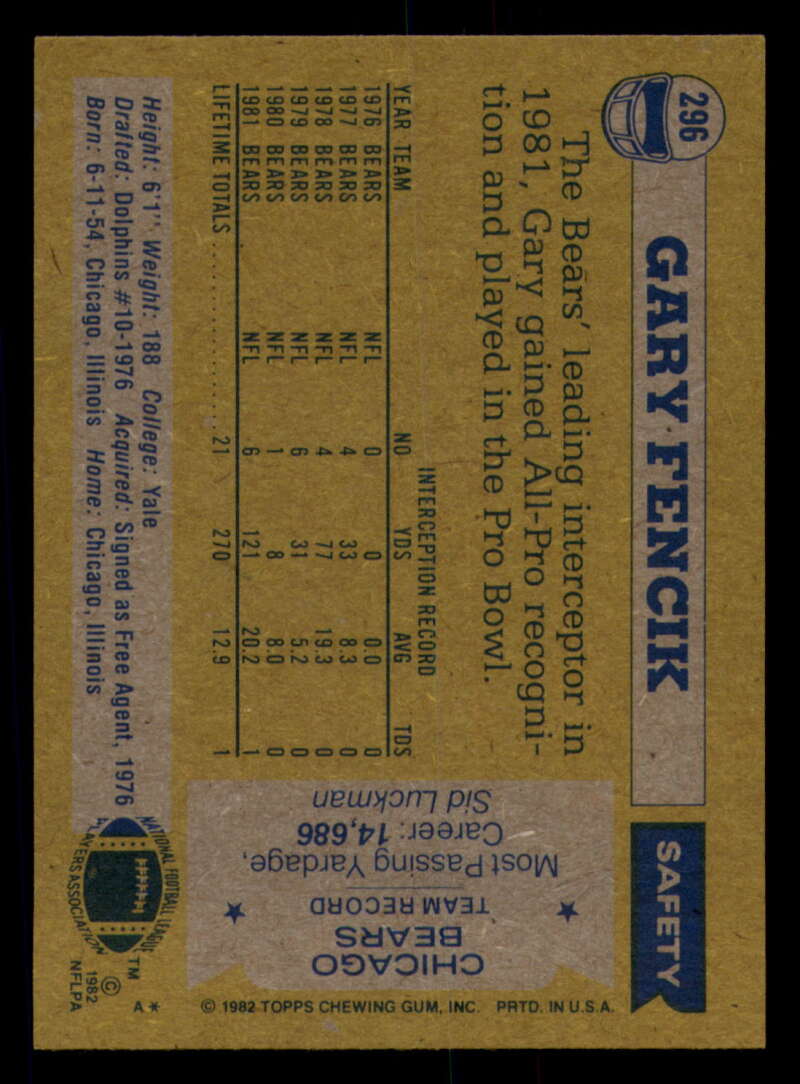 296
GARY FENCIK
SAFETY
The Bears' leading interceptor in
1981, Gary gained All-Pro recogni-
tion and played in the Pro Bowl.
INTERCEPTION RECORD
YEAR TEAM NO YDS AVG TDS
1976 BEARS NFL 0 0 0.0 0
1977 BEARS NFL 4 33 8.3 0
1978 BEARS NFL 4 77 19.3 0
1979 BEARS NFL 6 31 5.2 0
1980 BEARS NFL 1 8 8.0 0
1981 BEARS NFL 6 121 20.2 1
LIFETIME TOTALS 21 270 12.9 1
Height: 6'1" Weight: 188 College: Yale
Drafted: Dolphins #10-1976 Acquired: Signed as Free Agent, 1976
Born: 6-11-54, Chicago, Illinois Home: Chicago, Illinois
CHICAGO
BEARS
TEAM RECORD
Most Passing Yardage,
Career: 14,686
Sid Luckman
NATIONAL FOOTBALL LEAGUE
PLAYERS ASSOCIATION
TM
©
1982
NFLPA
A*
© 1982 TOPPS CHEWING GUM, INC. PRTD. IN U.S.A.